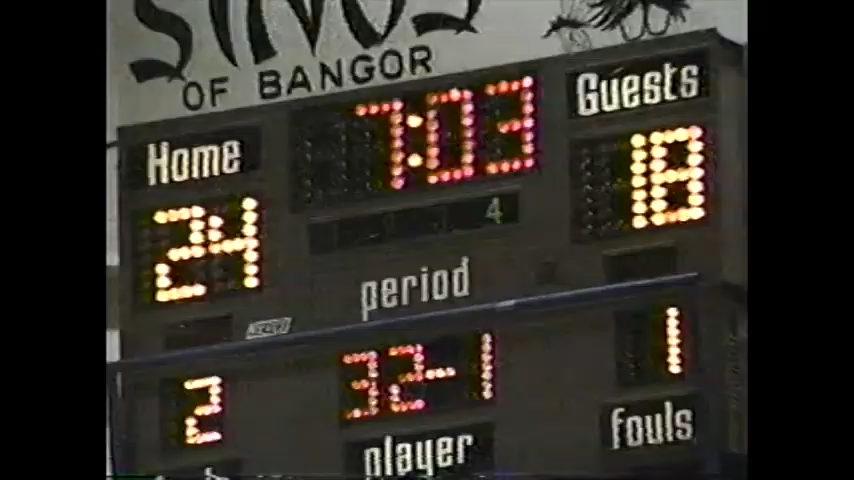 OF BANGOR
7:03
Home
Guests
24
18
4
period
2
32-1
1
player
fouls